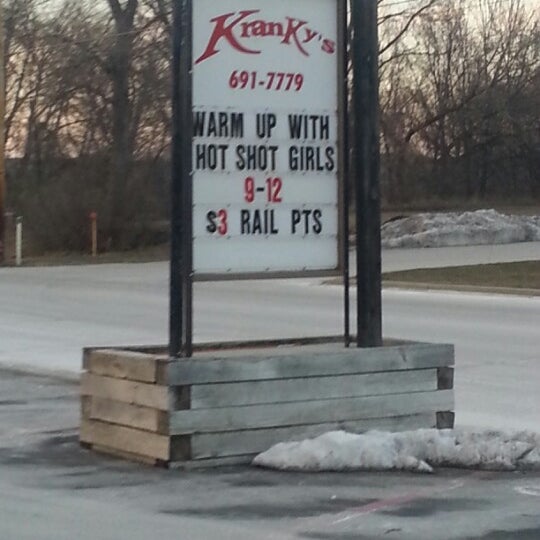 KranKy's
691-7779
WARM UP WITH
HOT SHOT GIRLS
9-12
$3 RAIL PTS